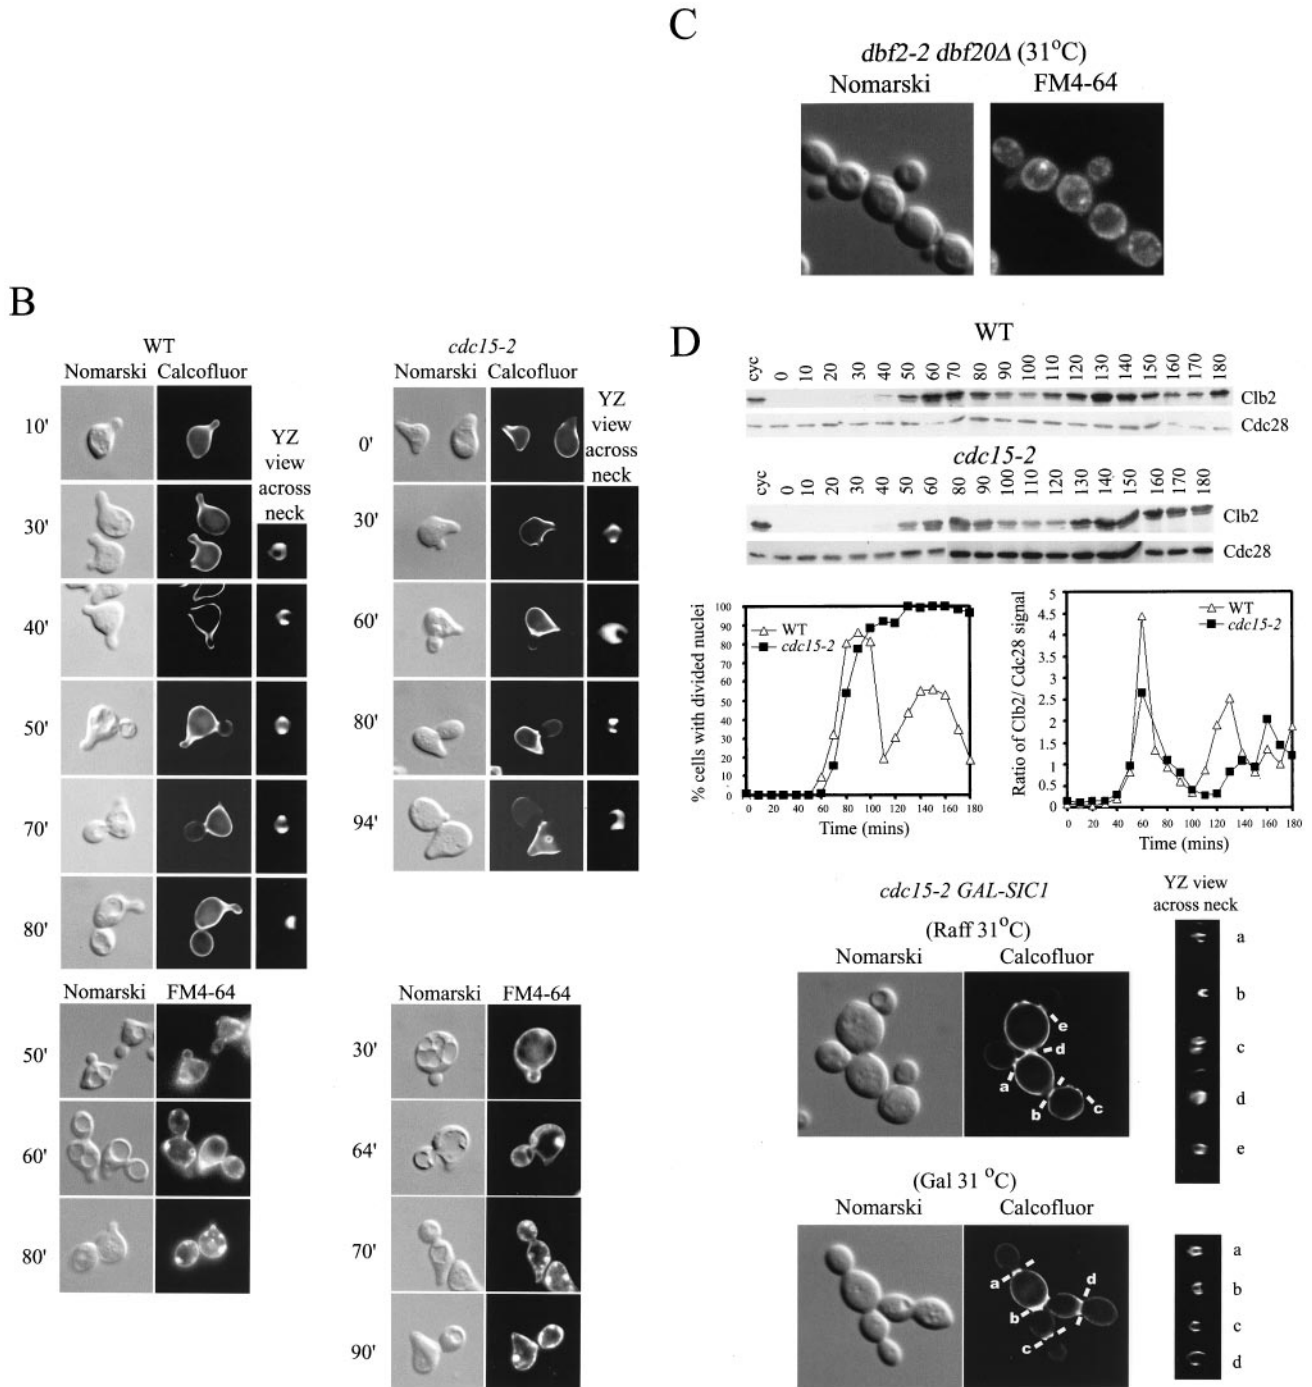 C
dbf2-2 dbf20Δ (31°C)
Nomarski FM4-64
B
WT
Nomarski Calcofluor
YZ view across neck
10'
30'
40'
50'
70'
80'
Nomarski FM4-64
50'
60'
80'
cdc15-2
Nomarski Calcofluor
YZ view across neck
0'
30'
60'
80'
94'
Nomarski FM4-64
30'
64'
70'
90'
D
WT
cyc 0 10 20 30 40 50 60 70 80 90 100 110 120 130 140 150 160 170 180
Clb2
Cdc28
cdc15-2
cyc 0 10 20 30 40 50 60 80 90 100 110 120 130 140 150 160 170 180
Clb2
Cdc28
% cells with divided nuclei
100
90
80
70
60
50
40
30
20
10
0
WT
cdc15-2
0 20 40 60 80 100 120 140 160 180
Time (mins)
Ratio of Clb2/ Cdc28 signal
5
4.5
4
3.5
3
2.5
2
1.5
1
0.5
0
WT
cdc15-2
0 20 40 60 80 100 120 140 160 180
Time (mins)
cdc15-2 GAL-SIC1
(Raff 31°C)
Nomarski Calcofluor
e
d
a
b
c
YZ view
across neck
a
b
c
d
e
(Gal 31 °C)
Nomarski Calcofluor
a
d
b
c
a
b
c
d